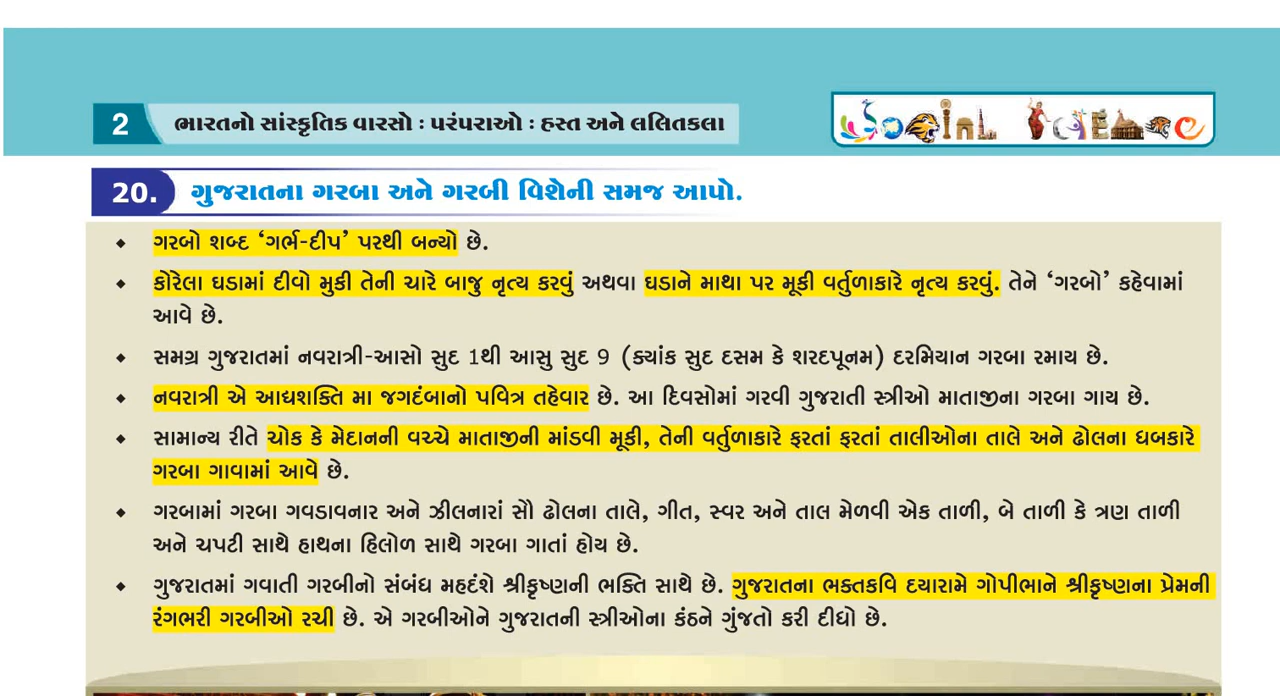 2 ભારતનો સાંસ્કૃતિક વારસો : પરંપરાઓ : હસ્ત અને લલિતકલા
Social Science
20. ગુજરાતના ગરબા અને ગરબી વિશેની સમજ આપો.
◆ ગરબો શબ્દ ‘ગર્ભ-દીપ’ પરથી બન્યો છે.
◆ કોરેલા ઘડામાં દીવો મુકી તેની ચારે બાજુ નૃત્ય કરવું અથવા ઘડાને માથા પર મૂકી વર્તુળાકારે નૃત્ય કરવું. તેને ‘ગરબો’ કહેવામાં
આવે છે.
◆ સમગ્ર ગુજરાતમાં નવરાત્રી-આસો સુદ 1થી આસુ સુદ 9 (ક્યાંક સુદ દસમ કે શરદપૂનમ) દરમિયાન ગરબા રમાય છે.
◆ નવરાત્રી એ આદ્યશક્તિ મા જગદંબાનો પવિત્ર તહેવાર છે. આ દિવસોમાં ગરવી ગુજરાતી સ્ત્રીઓ માતાજીના ગરબા ગાય છે.
◆ સામાન્ય રીતે ચોક કે મેદાનની વચ્ચે માતાજીની માંડવી મૂકી, તેની વર્તુળાકારે ફરતાં ફરતાં તાલીઓના તાલે અને ઢોલના ધબકારે
ગરબા ગાવામાં આવે છે.
◆ ગરબામાં ગરબા ગવડાવનાર અને ઝીલનારાં સૌ ઢોલના તાલે, ગીત, સ્વર અને તાલ મેળવી એક તાળી, બે તાળી કે ત્રણ તાળી
અને ચપટી સાથે હાથના હિલોળ સાથે ગરબા ગાતાં હોય છે.
◆ ગુજરાતમાં ગવાતી ગરબીનો સંબંધ મહદંશે શ્રીકૃષ્ણની ભક્તિ સાથે છે. ગુજરાતના ભક્તકવિ દયારામે ગોપીભાને શ્રીકૃષ્ણના પ્રેમની
રંગભરી ગરબીઓ રચી છે. એ ગરબીઓને ગુજરાતની સ્ત્રીઓના કંઠને ગુંજતો કરી દીધો છે.